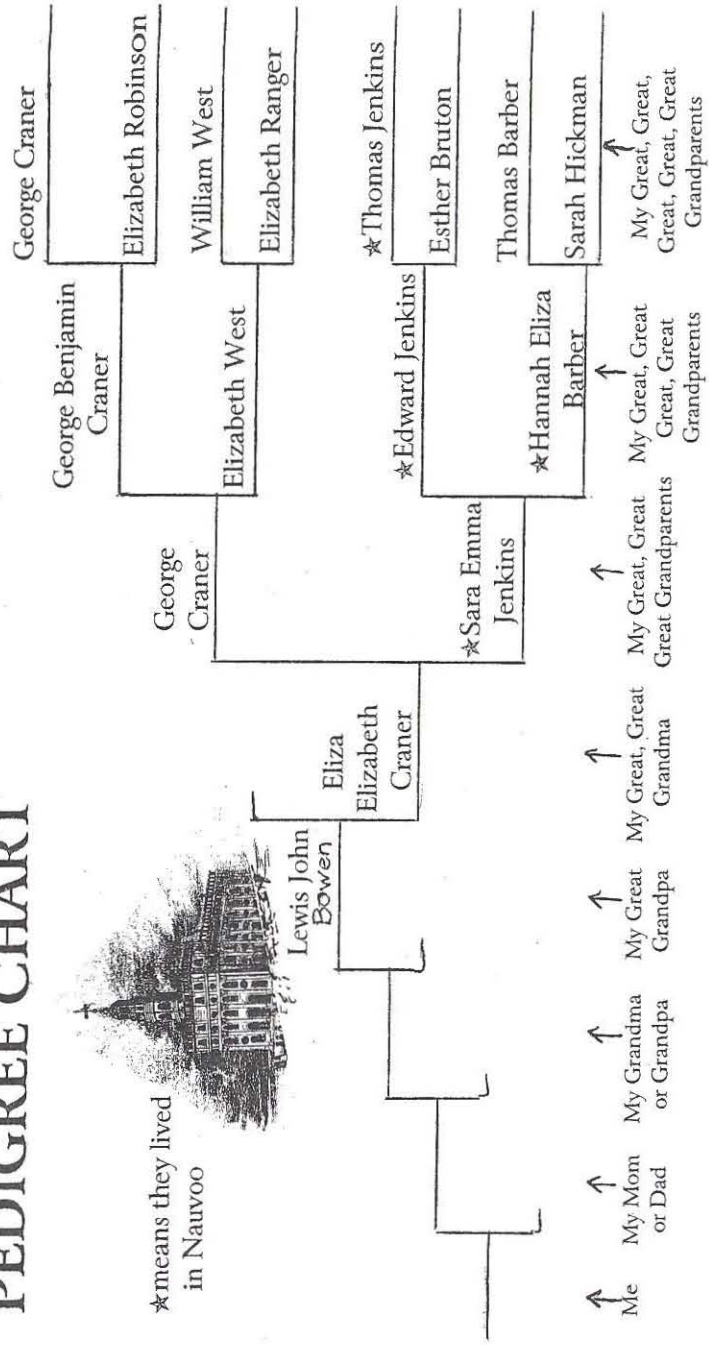 PEDIGREE CHART
★means they lived
in Nauvoo
Lewis John
Bowen
Eliza
Elizabeth
Craner
George
Craner
★Sara Emma
Jenkins
George Benjamin
Craner
Elizabeth West
★Edward Jenkins
★Hannah Eliza
Barber
George Craner
Elizabeth Robinson
William West
Elizabeth Ranger
★Thomas Jenkins
Esther Bruton
Thomas Barber
Sarah Hickman
Me
My Mom
or Dad
My Grandma
or Grandpa
My Great
Grandpa
My Great, Great
Grandma
My Great, Great
Great Grandparents
My Great, Great
Great, Great
Grandparents
My Great, Great,
Great, Great, Great
Grandparents